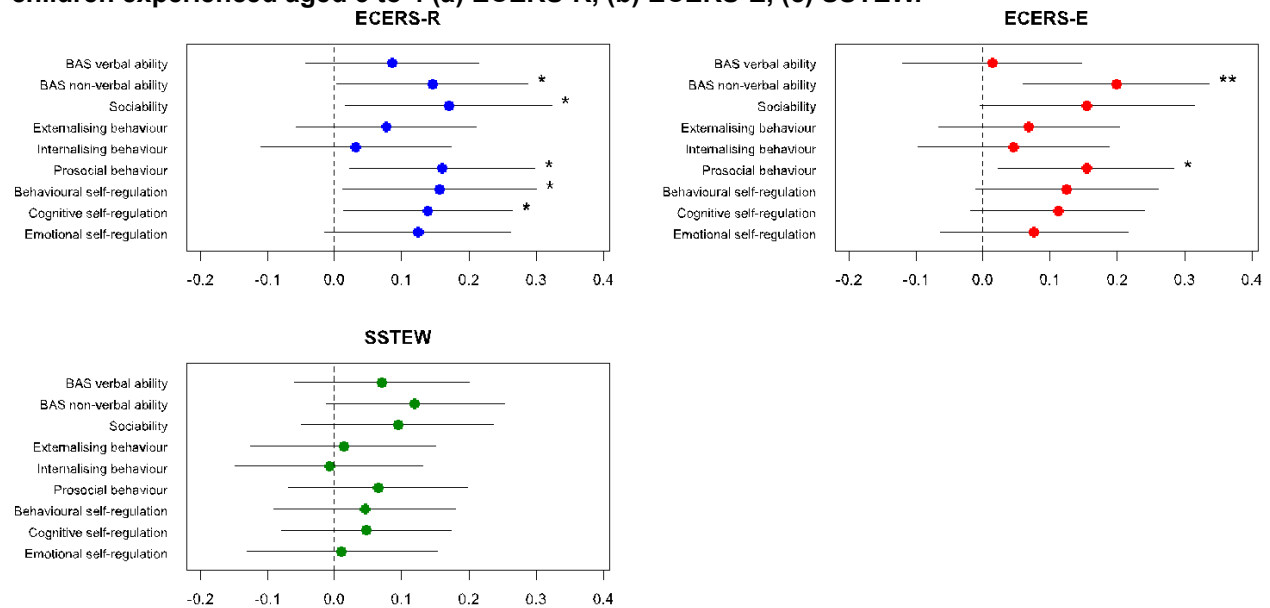 children experienced aged 3 to 4 (a) ECERS-R; (b) ECERS-E; (c) SSTEW.
ECERS-R
BAS verbal ability
BAS non-verbal ability *
Sociability *
Externalising behaviour
Internalising behaviour
Prosocial behaviour *
Behavioural self-regulation *
Cognitive self-regulation *
Emotional self-regulation
-0.2 -0.1 0.0 0.1 0.2 0.3 0.4
ECERS-E
BAS verbal ability
BAS non-verbal ability **
Sociability
Externalising behaviour
Internalising behaviour
Prosocial behaviour *
Behavioural self-regulation
Cognitive self-regulation
Emotional self-regulation
-0.2 -0.1 0.0 0.1 0.2 0.3 0.4
SSTEW
BAS verbal ability
BAS non-verbal ability
Sociability
Externalising behaviour
Internalising behaviour
Prosocial behaviour
Behavioural self-regulation
Cognitive self-regulation
Emotional self-regulation
-0.2 -0.1 0.0 0.1 0.2 0.3 0.4